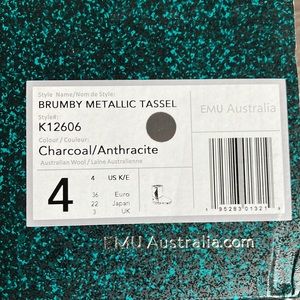 Style Name/Nom de Style:
BRUMBY METALLIC TASSEL
Style#:
K12606
Colour / Couleur:
Charcoal/Anthracite
Australian Wool / Laine Australienne
EMU Australia
4
4 US K/E
36 Euro
22 Japan
3 UK
EMU Australia.com